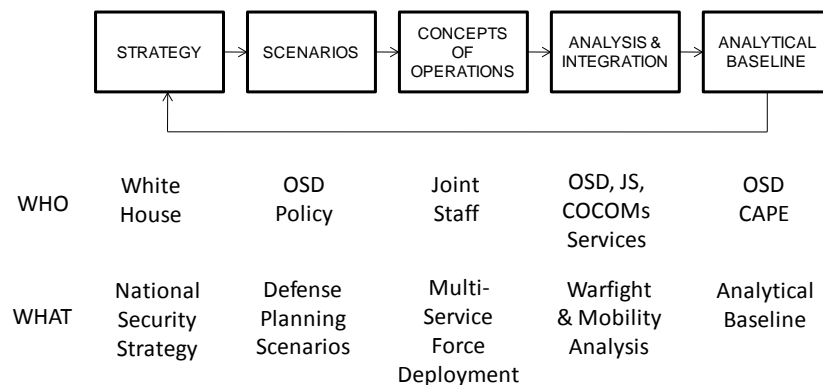 STRATEGY
SCENARIOS
CONCEPTS
OF
OPERATIONS
ANALYSIS &
INTEGRATION
ANALYTICAL
BASELINE
WHO
White
House
OSD
Policy
Joint
Staff
OSD, JS,
COCOMs
Services
OSD
CAPE
WHAT
National
Security
Strategy
Defense
Planning
Scenarios
Multi-
Service
Force
Deployment
Warfight
& Mobility
Analysis
Analytical
Baseline